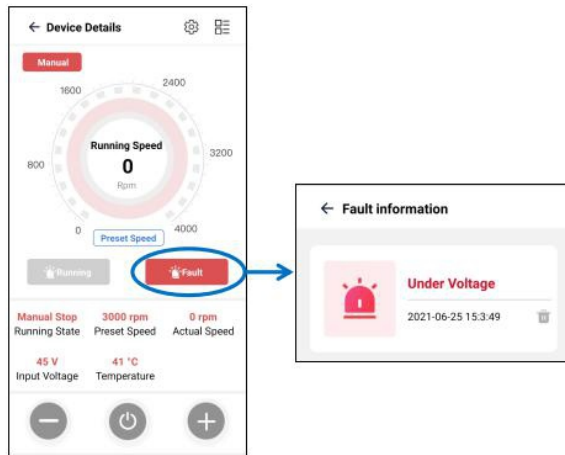 Device Details
Manual
2400
1600
Running Speed
0
Rpm
3200
800
0
4000
Preset Speed
Running
Fault
Manual Stop 3000 rpm 0 rpm
Running State Preset Speed Actual Speed
45 V 41 °C
Input Voltage Temperature
Fault information
Under Voltage
2021-06-25 15:3:49